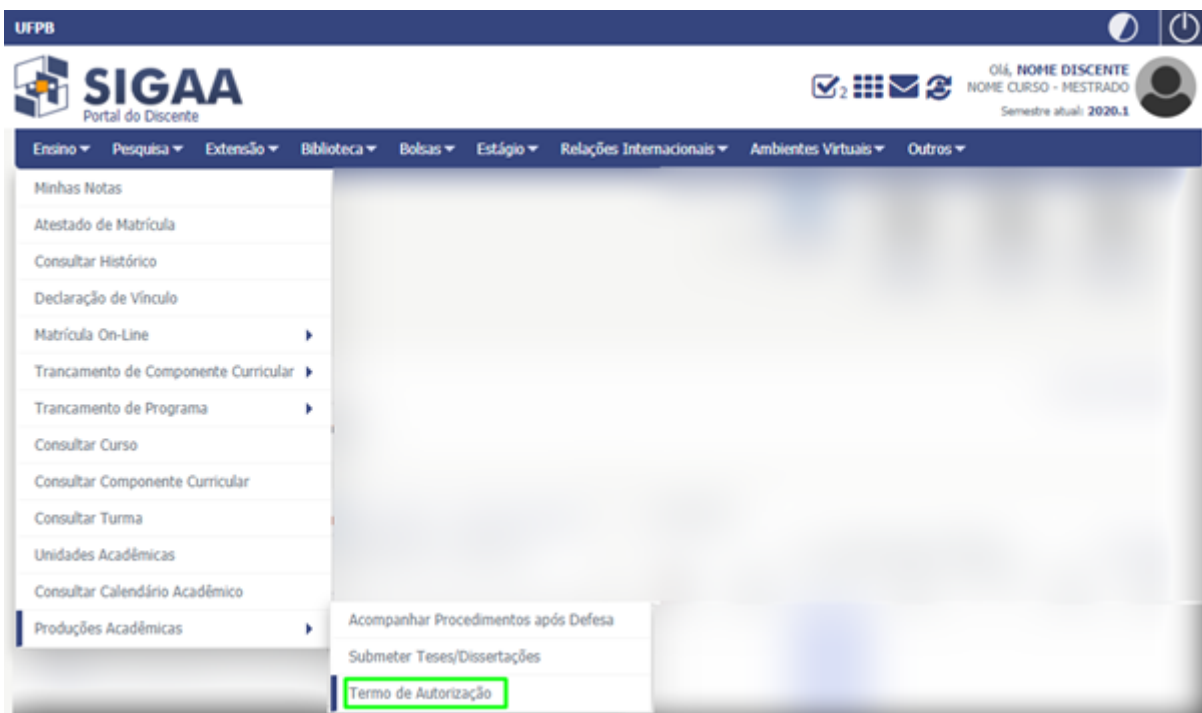 UFPB
SIGAA
Portal do Discente
2
Olá, NOME DISCENTE
NOME CURSO - MESTRADO
Semestre atual: 2020.1
Ensino Pesquisa Extensão Biblioteca Bolsas Estágio Relações Internacionais Ambientes Virtuais Outros
Minhas Notas
Atestado de Matrícula
Consultar Histórico
Declaração de Vínculo
Matrícula On-Line
Trancamento de Componente Curricular
Trancamento de Programa
Consultar Curso
Consultar Componente Curricular
Consultar Turma
Unidades Acadêmicas
Consultar Calendário Acadêmico
Produções Acadêmicas
Acompanhar Procedimentos após Defesa
Submeter Teses/Dissertações
Termo de Autorização